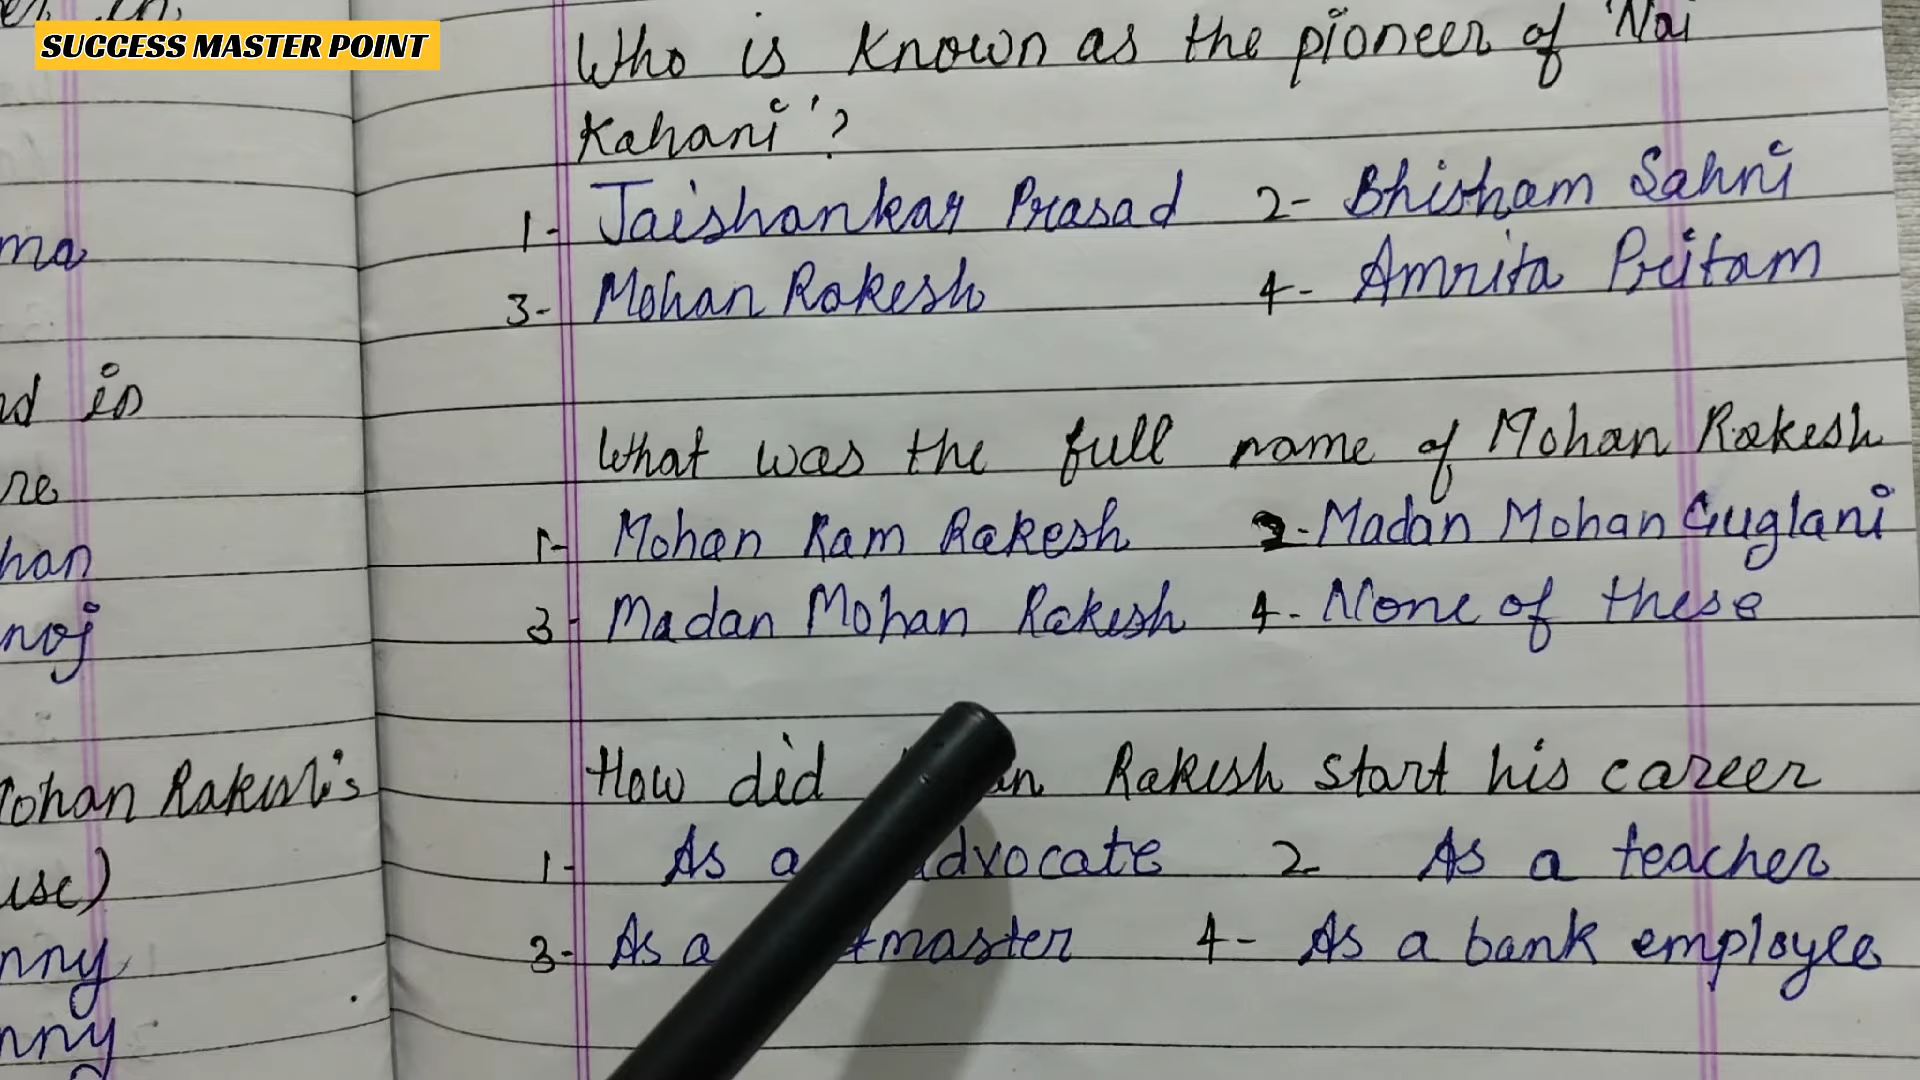 SUCCESS MASTER POINT
ma
is
re
han
noj
Mohan Rakesh's
use)
nny
nny
Who is known as the pioneer of 'Nai
Kahani'?
1- Jaishankar Prasad 2- Bhisham Sahni
3- Mohan Rakesh 4- Amrita Pritam
What was the full name of Mohan Rakesh
1- Mohan Ram Rakesh 2- Madan Mohan Guglani
3- Madan Mohan Rakesh 4- None of these
How did Rakesh start his career
1- As a advocate 2- As a teacher
3- As a tmaster 4- As a bank employee